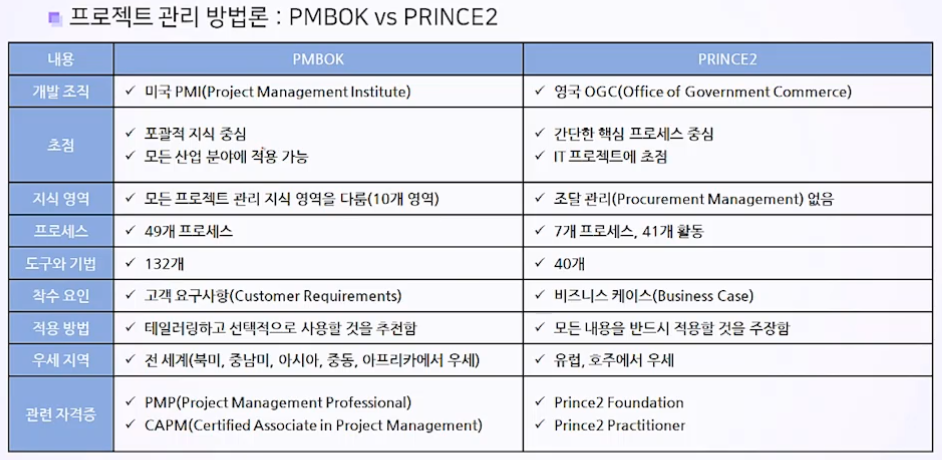 프로젝트 관리 방법론 : PMBOK vs PRINCE2
내용 PMBOK PRINCE2
개발 조직 ✓ 미국 PMI(Project Management Institute) ✓ 영국 OGC(Office of Government Commerce)
초점 ✓ 포괄적 지식 중심 ✓ 간단한 핵심 프로세스 중심
✓ 모든 산업 분야에 적용 가능 ✓ IT 프로젝트에 초점
지식 영역 ✓ 모든 프로젝트 관리 지식 영역을 다룸(10개 영역) ✓ 조달 관리(Procurement Management) 없음
프로세스 ✓ 49개 프로세스 ✓ 7개 프로세스, 41개 활동
도구와 기법 ✓ 132개 ✓ 40개
착수 요인 ✓ 고객 요구사항(Customer Requirements) ✓ 비즈니스 케이스(Business Case)
적용 방법 ✓ 테일러링하고 선택적으로 사용할 것을 추천함 ✓ 모든 내용을 반드시 적용할 것을 주장함
우세 지역 ✓ 전 세계(북미, 중남미, 아시아, 중동, 아프리카에서 우세) ✓ 유럽, 호주에서 우세
관련 자격증 ✓ PMP(Project Management Professional) ✓ Prince2 Foundation
✓ CAPM(Certified Associate in Project Management) ✓ Prince2 Practitioner